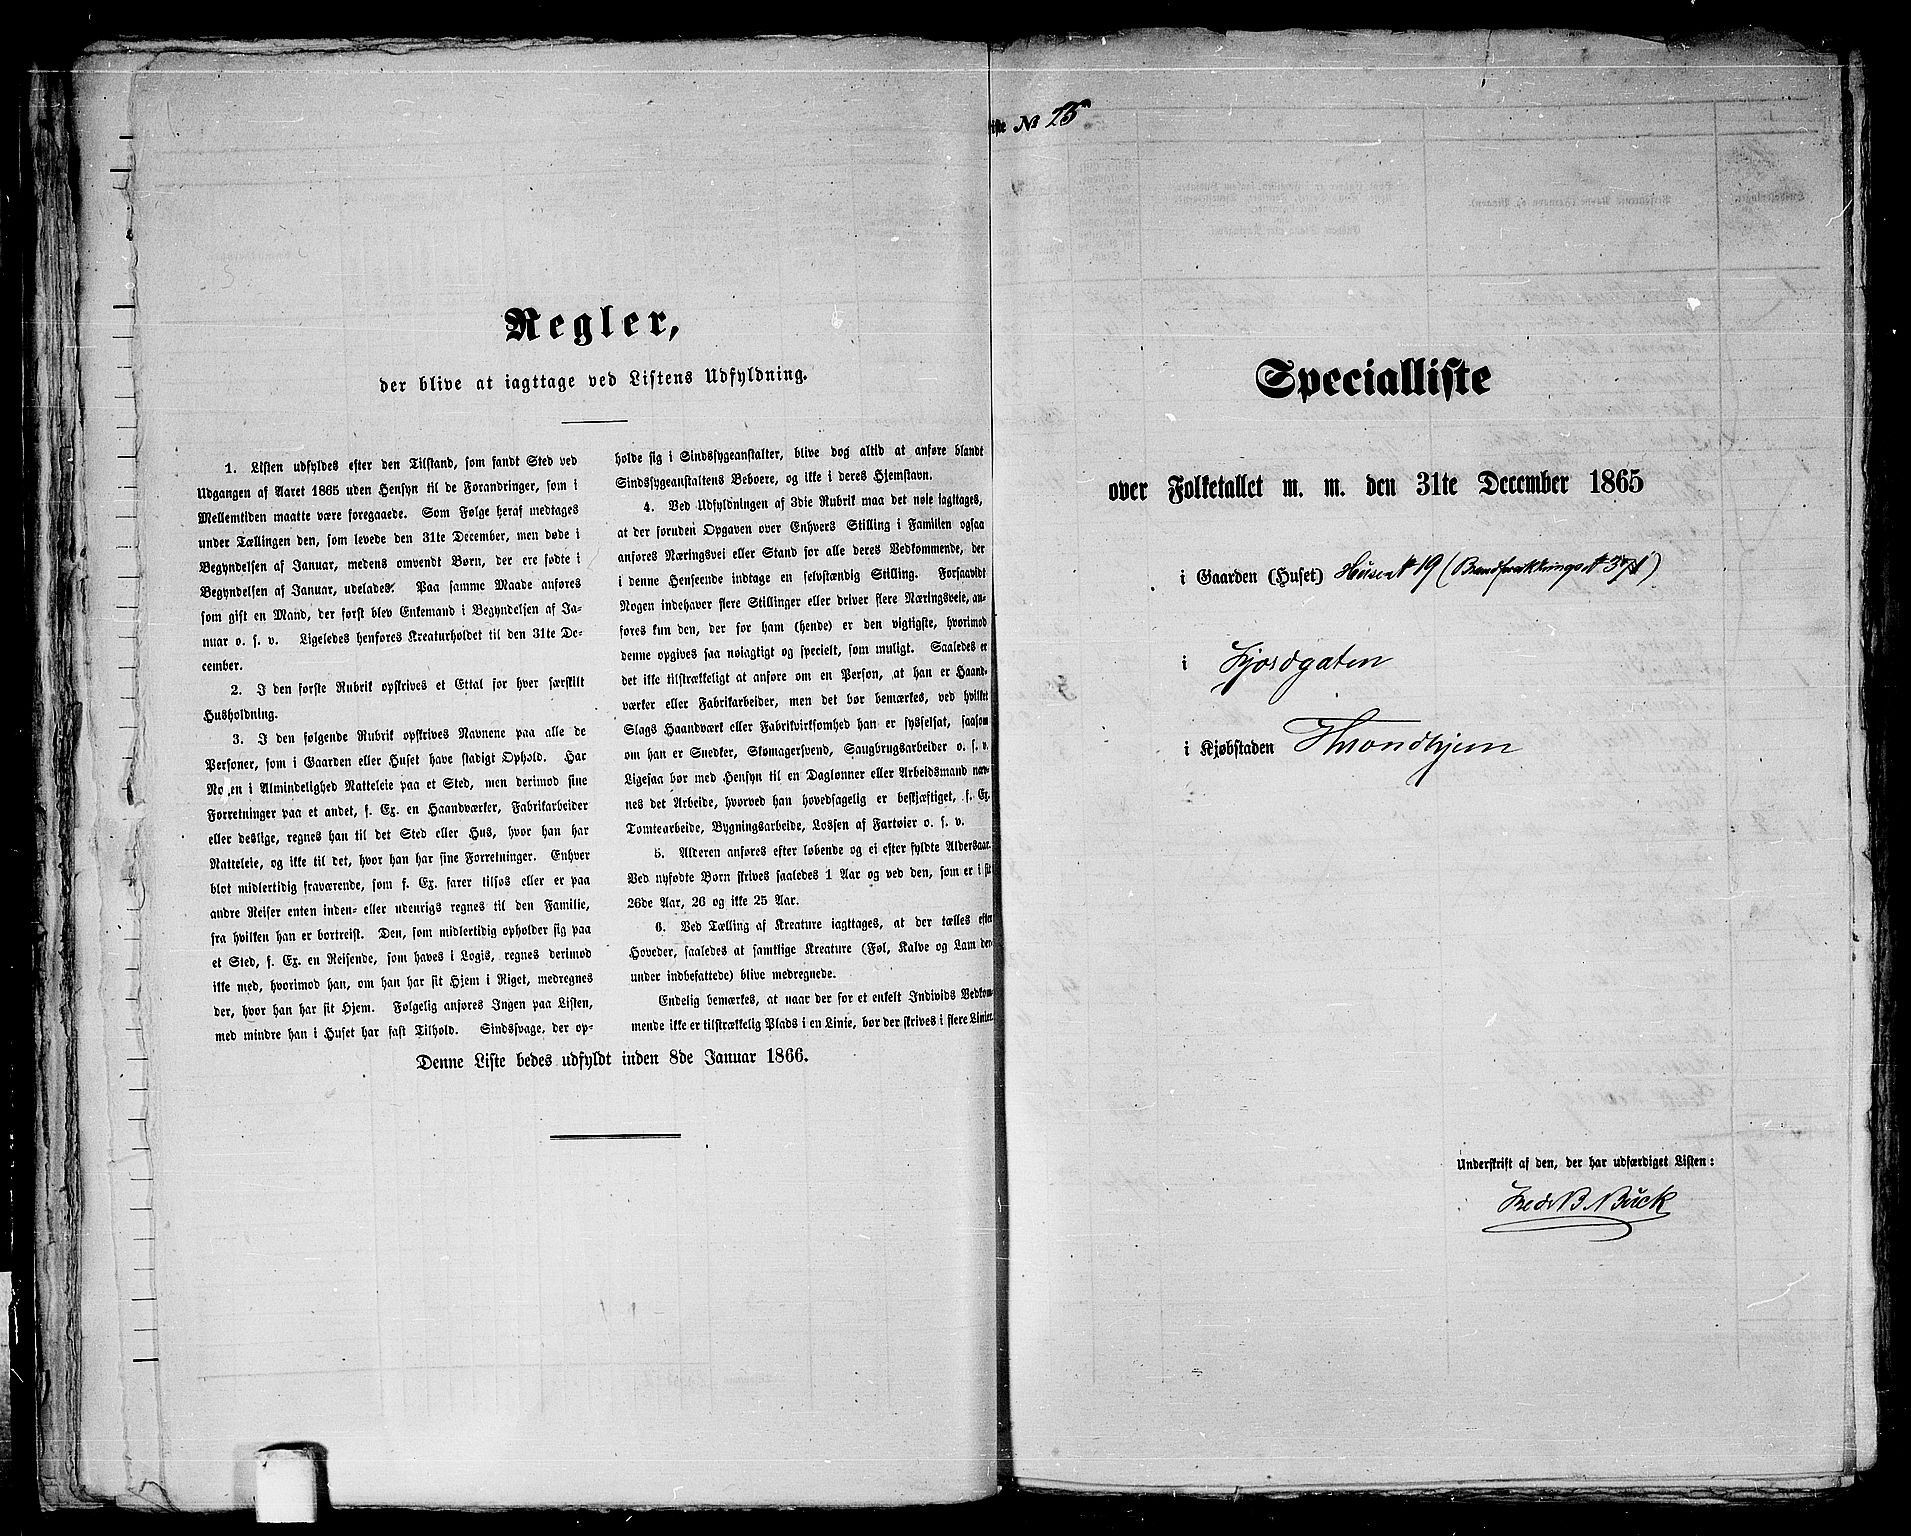 Regler,
der blive at iagttage ved Listens Udfyldning.
1. Listen udfyldes efter den Tilstand, som fandt Sted ved
Udgangen af Aaret 1865 uden Hensyn til de Forandringer, som i
Mellemtiden maatte være foregaaede. Som Følge heraf medtages
under Tællingen den, som levede den 31te December, men døde i
Begyndelsen af Januar, medens omvendt Børn, der ere fødte i
Begyndelsen af Januar, udelades. Paa samme Maade anføres
som gift en Mand, der først blev Enkemand i Begyndelsen af Ja-
nuar o. s. v. Ligeledes henføres Kreaturholdet til den 31te De-
cember.
2. I den første Rubrik opskrives et Ettal for hver særskilt
Husholdning.
3. I den følgende Rubrik opskrives Navnene paa alle de
Personer, som i Gaarden eller Huset have stadigt Ophold. Har
No en i Almindelighed Natteleie paa et Sted, men derimod sine
Forretninger paa et andet, f. Ex. en Haandværker, Fabrikarbeider
eller deslige, regnes han til det Sted eller Hus, hvor han har
Natteleie, og ikke til det, hvor han har sine Forretninger. Enhver
blot midlertidig fraværende, som f. Ex. farer tilsøs eller er paa
andre Reiser enten inden- eller udenrigs regnes til den Familie,
fra hvilken han er bortreist. Den, som midlertidig opholder sig paa
et Sted, f. Ex. en Reisende, som haves i Logis, regnes derimod
ikke med, hvorimod han, om han har sit Hjem i Riget, medregnes
der, hvor han har sit Hjem. Følgelig anføres Ingen paa Listen,
med mindre han i Huset har fast Tilhold. Sindssvage, der op-
holde sig i Sindssygeanstalter, blive dog altid at anføre blandt
Sindssygeanstaltens Beboere, og ikke i deres Hjemstavn.
4. Ved Udfyldningen af 3die Rubrik maa det nøie iagttages,
at der foruden Opgaven over Enhvers Stilling i Familien ogsaa
anføres Næringsvei eller Stand for alle deres Vedkommende, der
i denne Henseende indtage en selvstændig Stilling. Forsaavidt
Nogen indehaver flere Stillinger eller driver flere Næringsveie, an-
føres kun den, der for ham (hende) er den vigtigste, hvorimod
denne opgives saa nøiagtigt og specielt, som muligt. Saaledes er
det ikke tilstrækkeligt at anføre om en Person, at han er Haand-
værker eller Fabrikarbeider, men det bør bemærkes, ved hvilket
Slags Haandværk eller Fabrikvirksomhed han er sysselsat, saasom
om han er Snedker, Skomagersvend, Saugbrugsarbeider o. s. v.
Ligesaa bør med Hensyn til en Dagløner eller Arbeidsmand næv-
nes det Arbeide, hvorved han hovedsagelig er beskjæftiget, f. Ex.
Tomtearbeide, Bygningsarbeide, Lossen af Fartøier o. s. v.
5. Alderen anføres efter løbende og ei efter fyldte Aldersaar.
Ved nyfødte Børn skrives saaledes 1 Aar og ved den, som er i sit
26de Aar, 26 og ikke 25 Aar.
6. Ved Tælling af Kreature iagttages, at der tælles efter
Hoveder, saaledes at samtlige Kreature (Føl, Kalve og Lam der-
under indbefattede) blive medregnede.
Endelig bemærkes, at naar der for et enkelt Individs Vedkom-
mende ikke er tilstrækkelig Plads i en Linie, bør der skrives i flere Linier.
Denne Liste bedes udfyldt inden 8de Januar 1866.
iste № 25
Specialliste
over Folketallet m. m. den 31te December 1865
i Gaarden (Huset) Huset # 19 (Brandforsikrings # 371)
i Fjordgaten
i Kjøbstaden Throndhjem
Underskrift af den, der har udfærdiget Listen:
Fredr B Buck